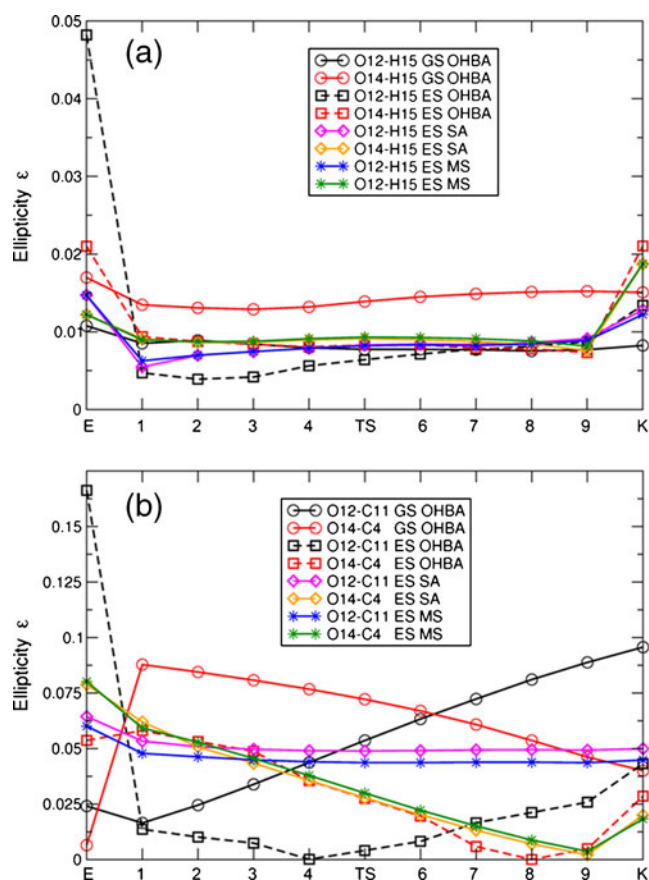 (a)
O12-H15 GS OHBA
O14-H15 GS OHBA
O12-H15 ES OHBA
O14-H15 ES OHBA
O12-H15 ES SA
O14-H15 ES SA
O12-H15 ES MS
O12-H15 ES MS
Ellipticity ε
0.05
0.04
0.03
0.02
0.01
0
E 1 2 3 4 TS 6 7 8 9 K
(b)
O12-C11 GS OHBA
O14-C4 GS OHBA
O12-C11 ES OHBA
O14-C4 ES OHBA
O12-C11 ES SA
O14-C4 ES SA
O12-C11 ES MS
O14-C4 ES MS
Ellipticity ε
0.15
0.125
0.1
0.075
0.05
0.025
0
E 1 2 3 4 TS 6 7 8 9 K